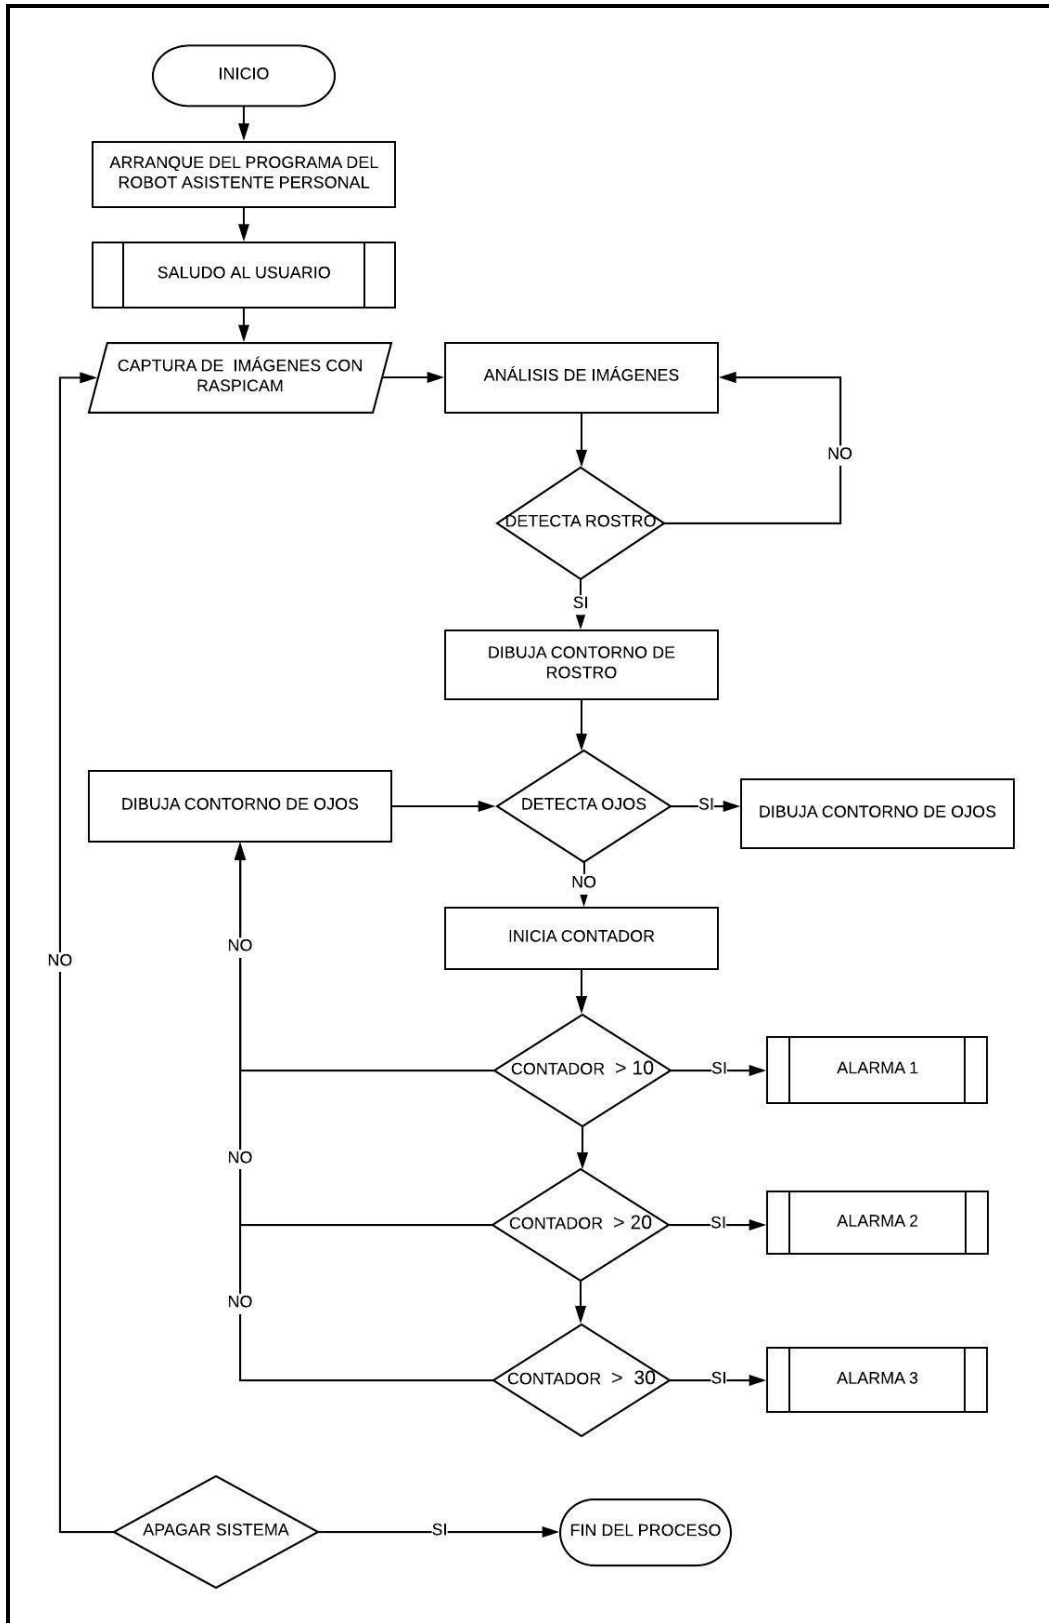 INICIO
ARRANQUE DEL PROGRAMA DEL
ROBOT ASISTENTE PERSONAL
SALUDO AL USUARIO
CAPTURA DE IMÁGENES CON
RASPICAM
ANÁLISIS DE IMÁGENES
NO
DETECTA ROSTRO
SI
DIBUJA CONTORNO DE
ROSTRO
DIBUJA CONTORNO DE OJOS
DETECTA OJOS
SI
DIBUJA CONTORNO DE OJOS
NO
INICIA CONTADOR
NO
NO
CONTADOR > 10
SI
ALARMA 1
NO
CONTADOR > 20
SI
ALARMA 2
NO
CONTADOR > 30
SI
ALARMA 3
APAGAR SISTEMA
SI
FIN DEL PROCESO